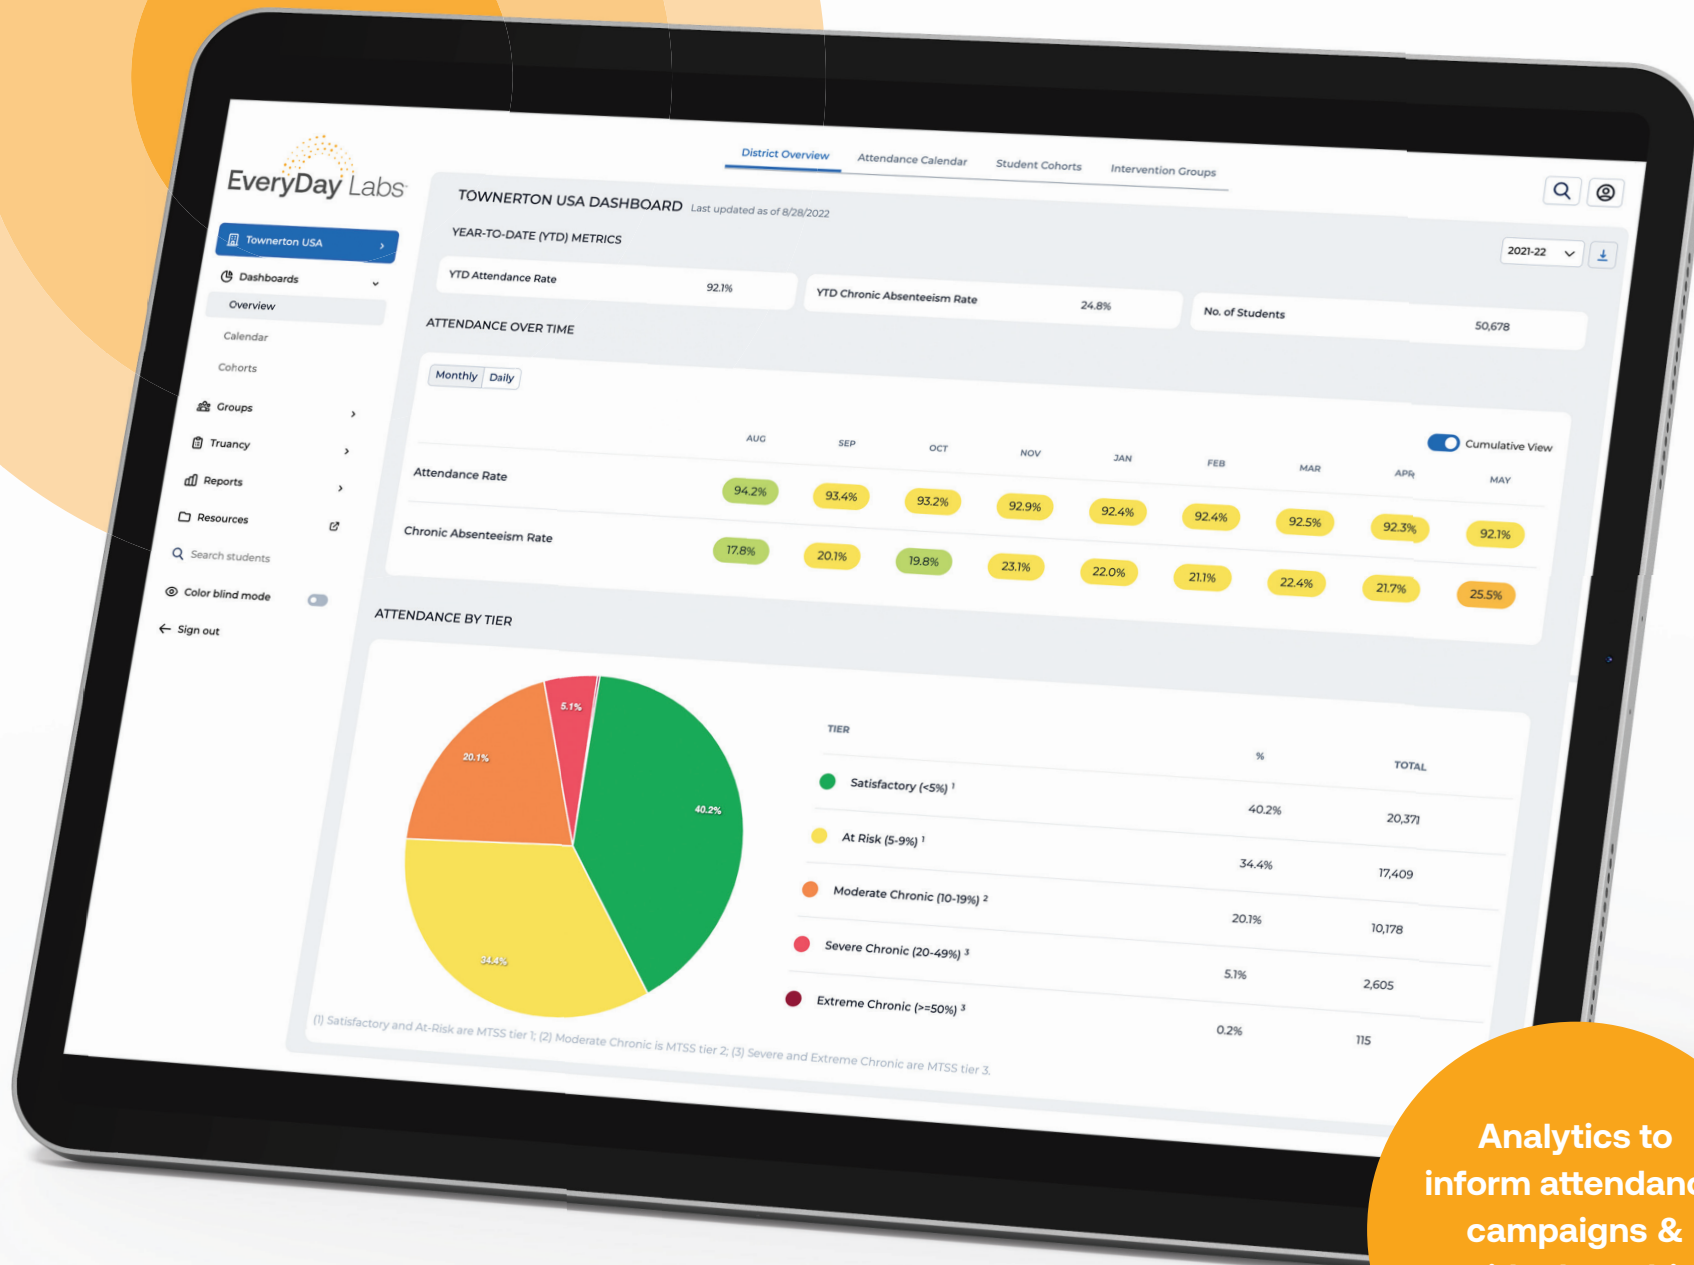 EveryDay Labs
District Overview Attendance Calendar Student Cohorts Intervention Groups
Townerton USA
Dashboards
Overview
Calendar
Cohorts
Groups
Truancy
Reports
Resources
Search students
Color blind mode
Sign out
TOWNERTON USA DASHBOARD Last updated as of 8/28/2022
2021-22
YEAR-TO-DATE (YTD) METRICS
YTD Attendance Rate 92.1% YTD Chronic Absenteeism Rate 24.8% No. of Students 50,678
ATTENDANCE OVER TIME
Monthly Daily
Cumulative View
AUG SEP OCT NOV JAN FEB MAR APR MAY
Attendance Rate 94.2% 93.4% 93.2% 92.9% 92.4% 92.4% 92.5% 92.3% 92.1%
Chronic Absenteeism Rate 17.8% 20.1% 19.8% 23.1% 22.0% 21.1% 22.4% 21.7% 25.5%
ATTENDANCE BY TIER
5.1%
20.1%
40.2%
34.4%
TIER % TOTAL
Satisfactory (<5%) ¹ 40.2% 20,371
At Risk (5-9%) ¹ 34.4% 17,409
Moderate Chronic (10-19%) ² 20.1% 10,178
Severe Chronic (20-49%) ³ 5.1% 2,605
Extreme Chronic (>=50%) ³ 0.2% 115
(1) Satisfactory and At-Risk are MTSS tier 1; (2) Moderate Chronic is MTSS tier 2; (3) Severe and Extreme Chronic are MTSS tier 3.
Analytics to
inform attendanc
campaigns &